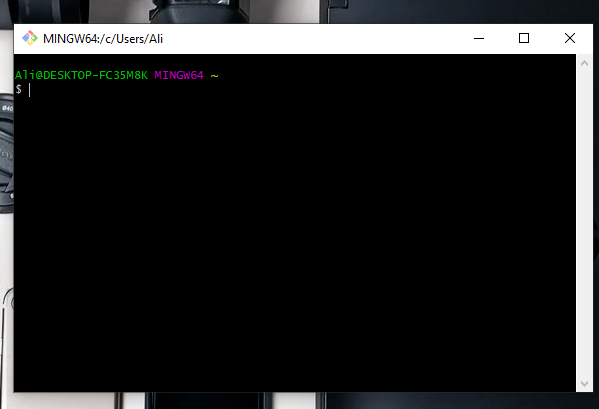 MINGW64:/c/Users/Ali
Ali@DESKTOP-FC35M8K MINGW64 ~
$